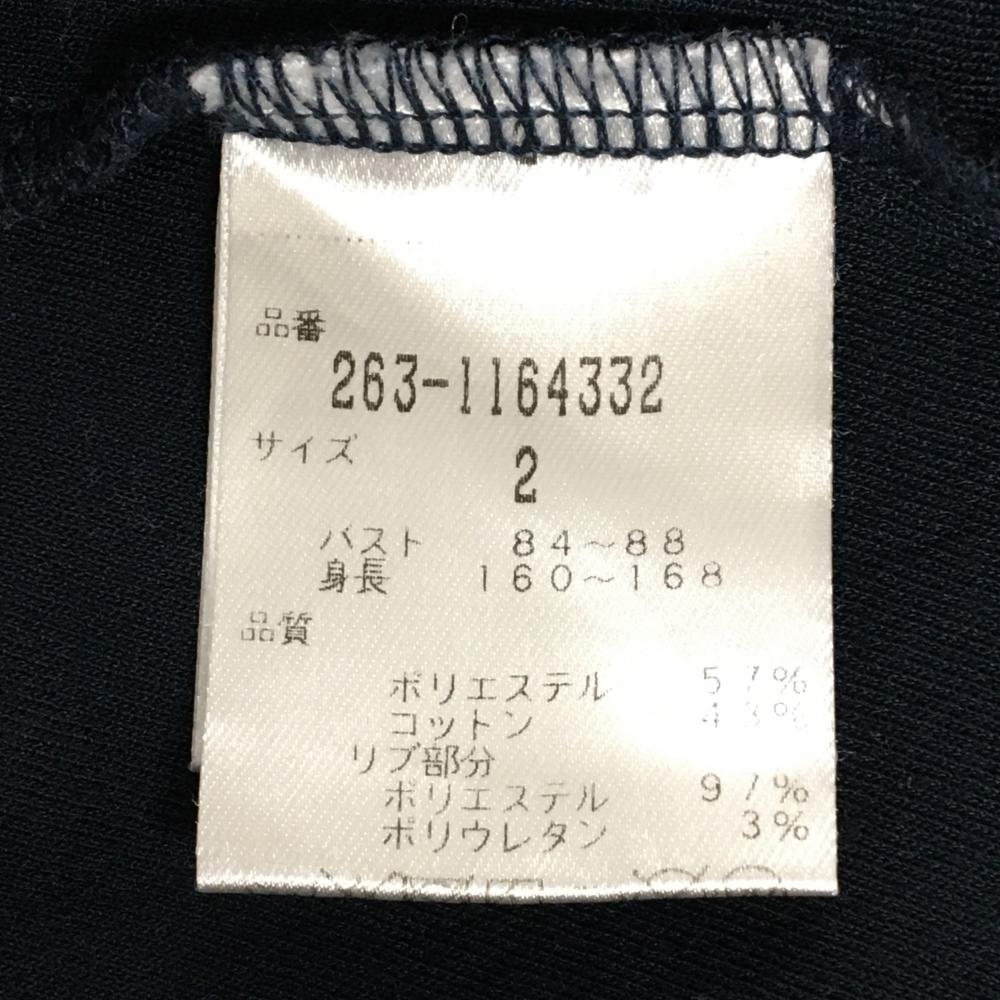 品番
263-1164332
サイズ
2
バスト　84〜88
身長　160〜168
品質
ポリエステル　57%
コットン　43%
リブ部分
ポリエステル　97%
ポリウレタン　3%